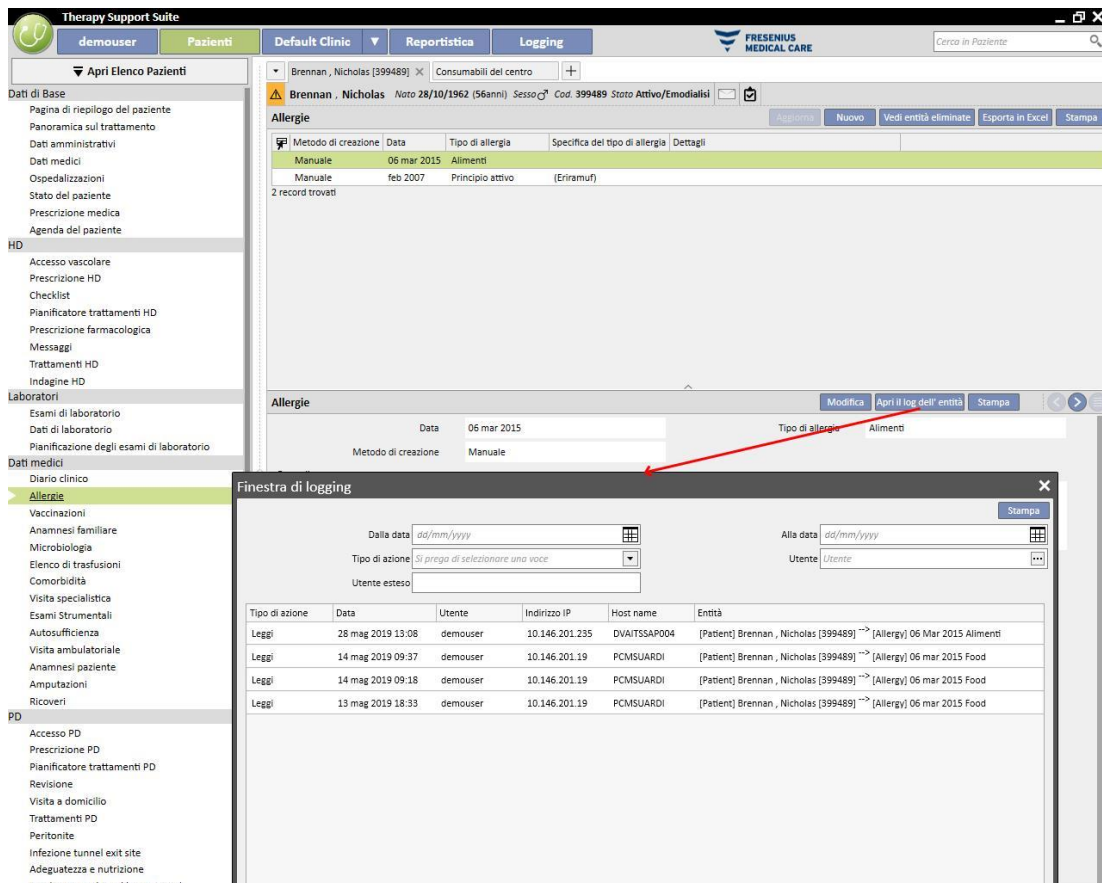 Therapy Support Suite
demouser Pazienti Default Clinic Reportistica Logging FRESENIUS MEDICAL CARE Cerco in Paziente
Apri Elenco Pazienti
Dati di Base
Pagina di riepilogo del paziente
Panoramica sul trattamento
Dati amministrativi
Dati medici
Ospedalizzazioni
Stato del paziente
Prescrizione medica
Agenda del paziente
HD
Accesso vascolare
Prescrizione HD
Checklist
Pianificatore trattamenti HD
Prescrizione farmacologica
Messaggi
Trattamenti HD
Indagine HD
Laboratori
Esami di laboratorio
Dati di laboratorio
Pianificazione degli esami di laboratorio
Dati medici
Diario clinico
Allergie
Vaccinazioni
Anamnesi familiare
Microbiologia
Elenco di trasfusioni
Comorbidità
Visita specialistica
Esami Strumentali
Autosufficienza
Visita ambulatoriale
Anamnesi paziente
Amputazioni
Ricoveri
PD
Accesso PD
Prescrizione PD
Pianificatore trattamenti PD
Revisione
Visita a domicilio
Trattamenti PD
Peritonite
Infezione tunnel exit site
Adeguatezza e nutrizione
Brennan , Nicholas [399489] Consumabili del centro
Brennan , Nicholas Nato 28/10/1962 (56anni) Sesso Cod. 399489 Stato Attivo/Emodialisi
Allergie Aggiorna Nuovo Vedi entità eliminate Esporta in Excel Stampa
Metodo di creazione Data Tipo di allergia Specifica del tipo di allergia Dettagli
Manuale 06 mar 2015 Alimenti
Manuale feb 2007 Principio attivo (Eriramuf)
2 record trovati
Allergie Modifica Apri il log dell' entità Stampa
Data 06 mar 2015 Tipo di allergia Alimenti
Metodo di creazione Manuale
Finestra di logging
Stampa
Dalla data dd/mm/yyyy Alla data dd/mm/yyyy
Tipo di azione Si prega di selezionare una voce Utente Utente
Utente esteso
Tipo di azione Data Utente Indirizzo IP Host name Entità
Leggi 28 mag 2019 13:08 demouser 10.146.201.235 DVAITSSAP004 [Patient] Brennan , Nicholas [399489] --> [Allergy] 06 Mar 2015 Alimenti
Leggi 14 mag 2019 09:37 demouser 10.146.201.19 PCMSUARDI [Patient] Brennan , Nicholas [399489] --> [Allergy] 06 mar 2015 Food
Leggi 14 mag 2019 09:18 demouser 10.146.201.19 PCMSUARDI [Patient] Brennan , Nicholas [399489] --> [Allergy] 06 mar 2015 Food
Leggi 13 mag 2019 18:33 demouser 10.146.201.19 PCMSUARDI [Patient] Brennan , Nicholas [399489] --> [Allergy] 06 mar 2015 Food